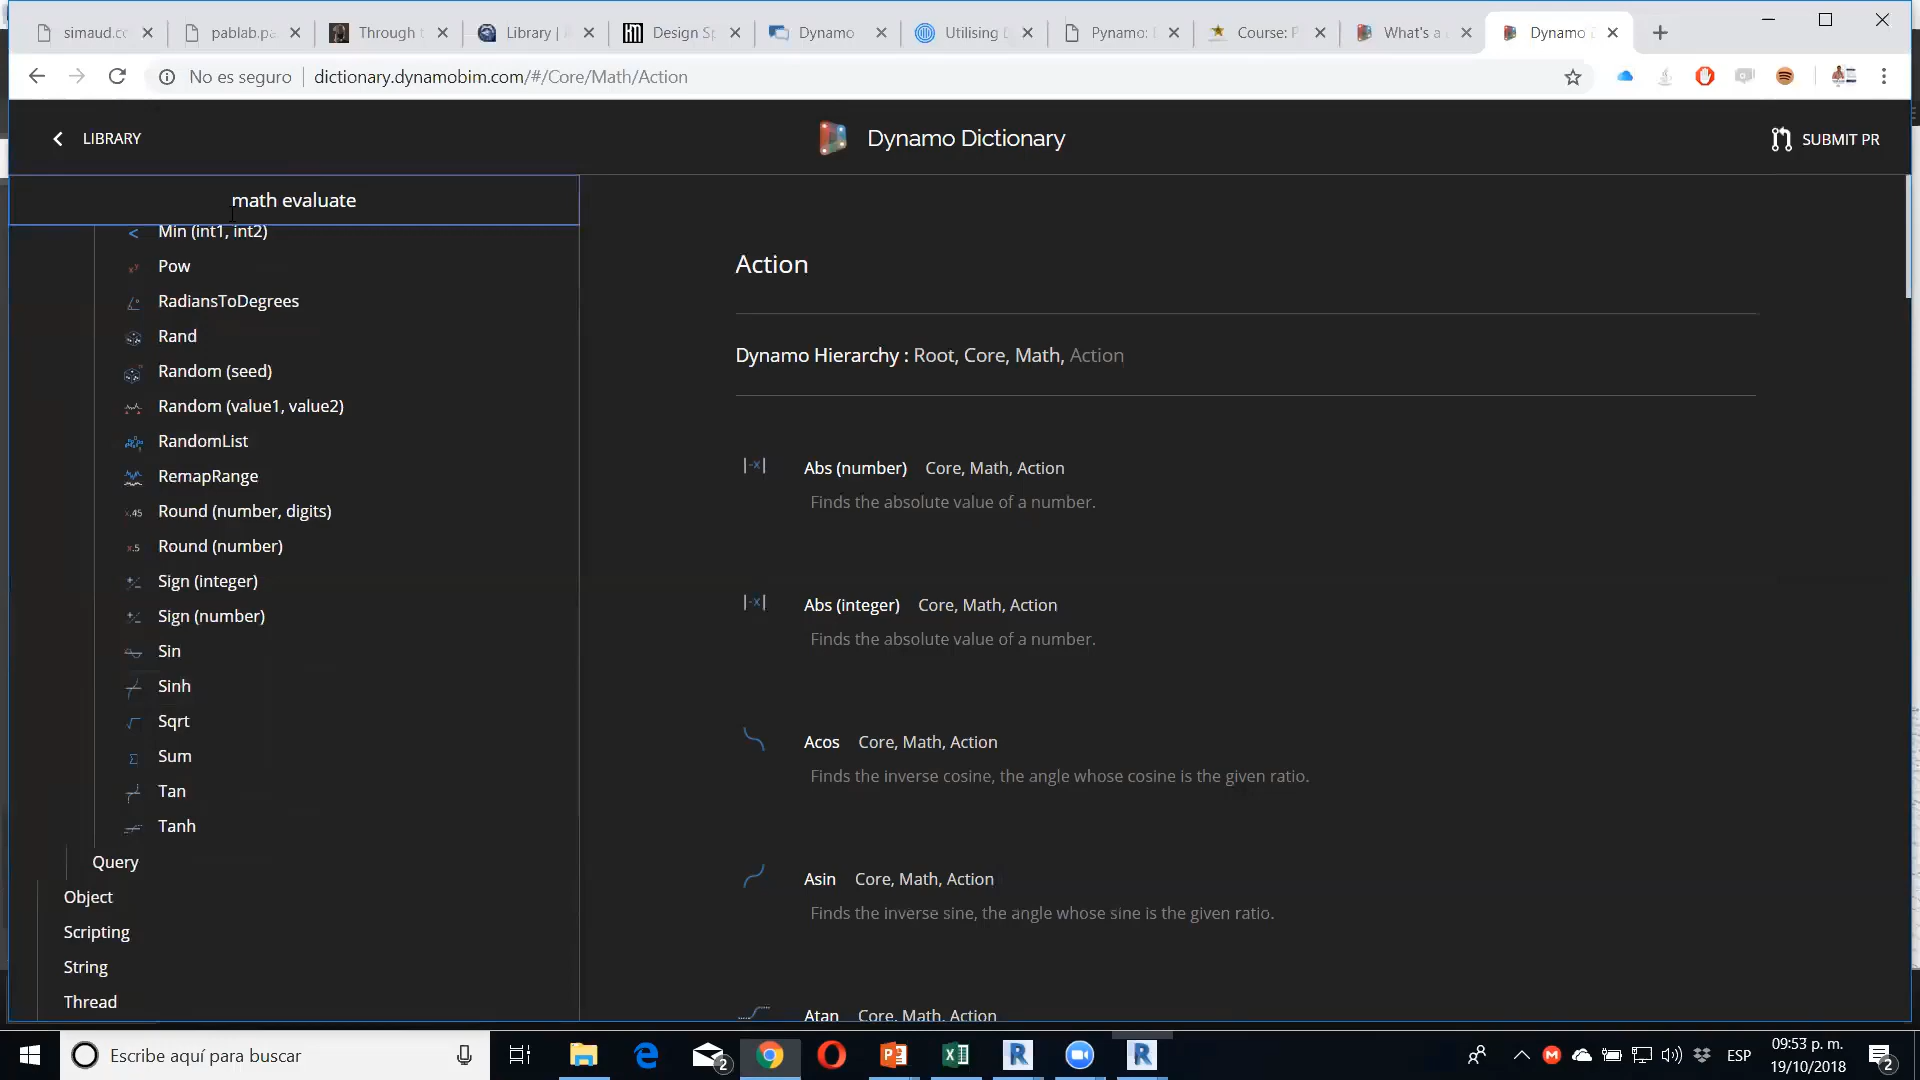 simaud.co
pablab.pa
Through t
Library |
Design Sp
Dynamo
Utilising D
Pynamo:
Course: P
What's a
Dynamo D
No es seguro
dictionary.dynamobim.com/#/Core/Math/Action
LIBRARY
Dynamo Dictionary
SUBMIT PR
math evaluate
Min (int1, int2)
Pow
RadiansToDegrees
Rand
Random (seed)
Random (value1, value2)
RandomList
RemapRange
Round (number, digits)
Round (number)
Sign (integer)
Sign (number)
Sin
Sinh
Sqrt
Sum
Tan
Tanh
Query
Object
Scripting
String
Thread
Action
Dynamo Hierarchy : Root, Core, Math, Action
Abs (number) Core, Math, Action
Finds the absolute value of a number.
Abs (integer) Core, Math, Action
Finds the absolute value of a number.
Acos Core, Math, Action
Finds the inverse cosine, the angle whose cosine is the given ratio.
Asin Core, Math, Action
Finds the inverse sine, the angle whose sine is the given ratio.
Atan Core, Math, Action
Escribe aquí para buscar
2
ESP
09:53 p. m.
19/10/2018
2